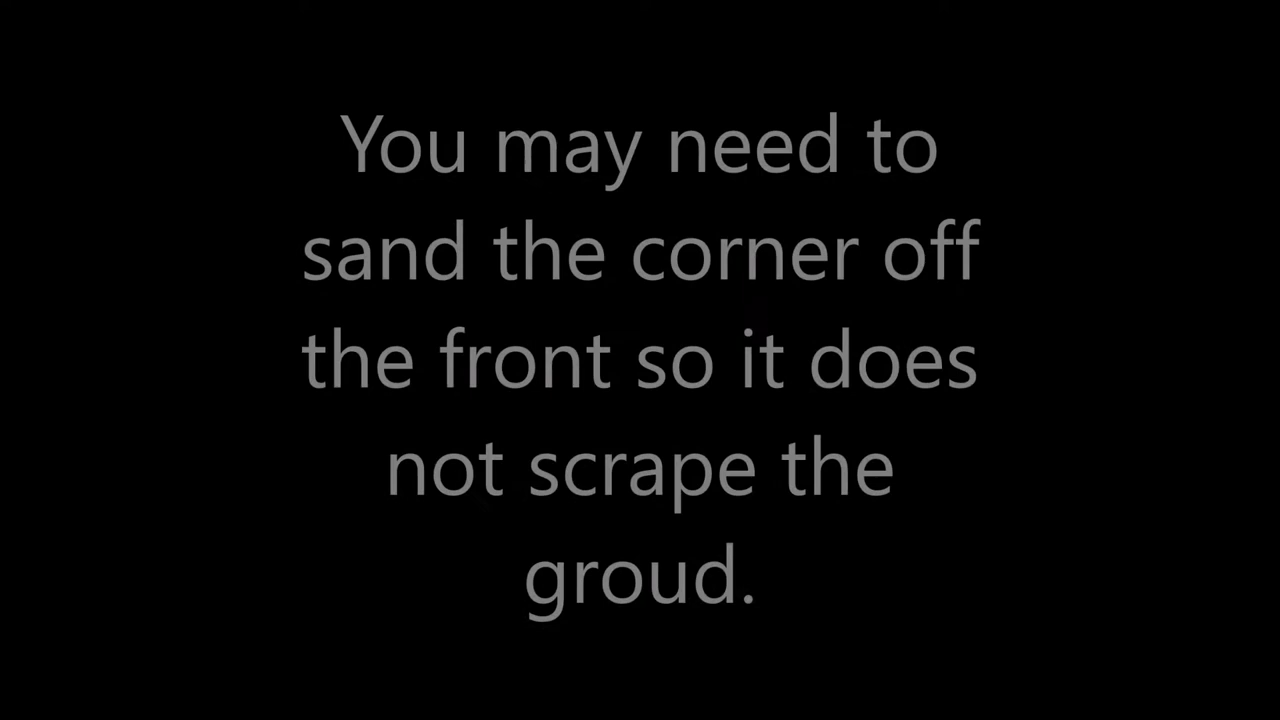 You may need to
sand the corner off
the front so it does
not scrape the
groud.